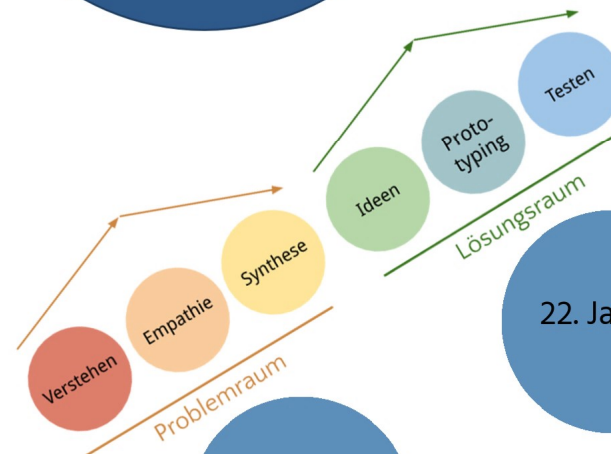 Verstehen
Empathie
Synthese
Problemraum
Ideen
Proto-
typing
Testen
Lösungsraum
22. Ja